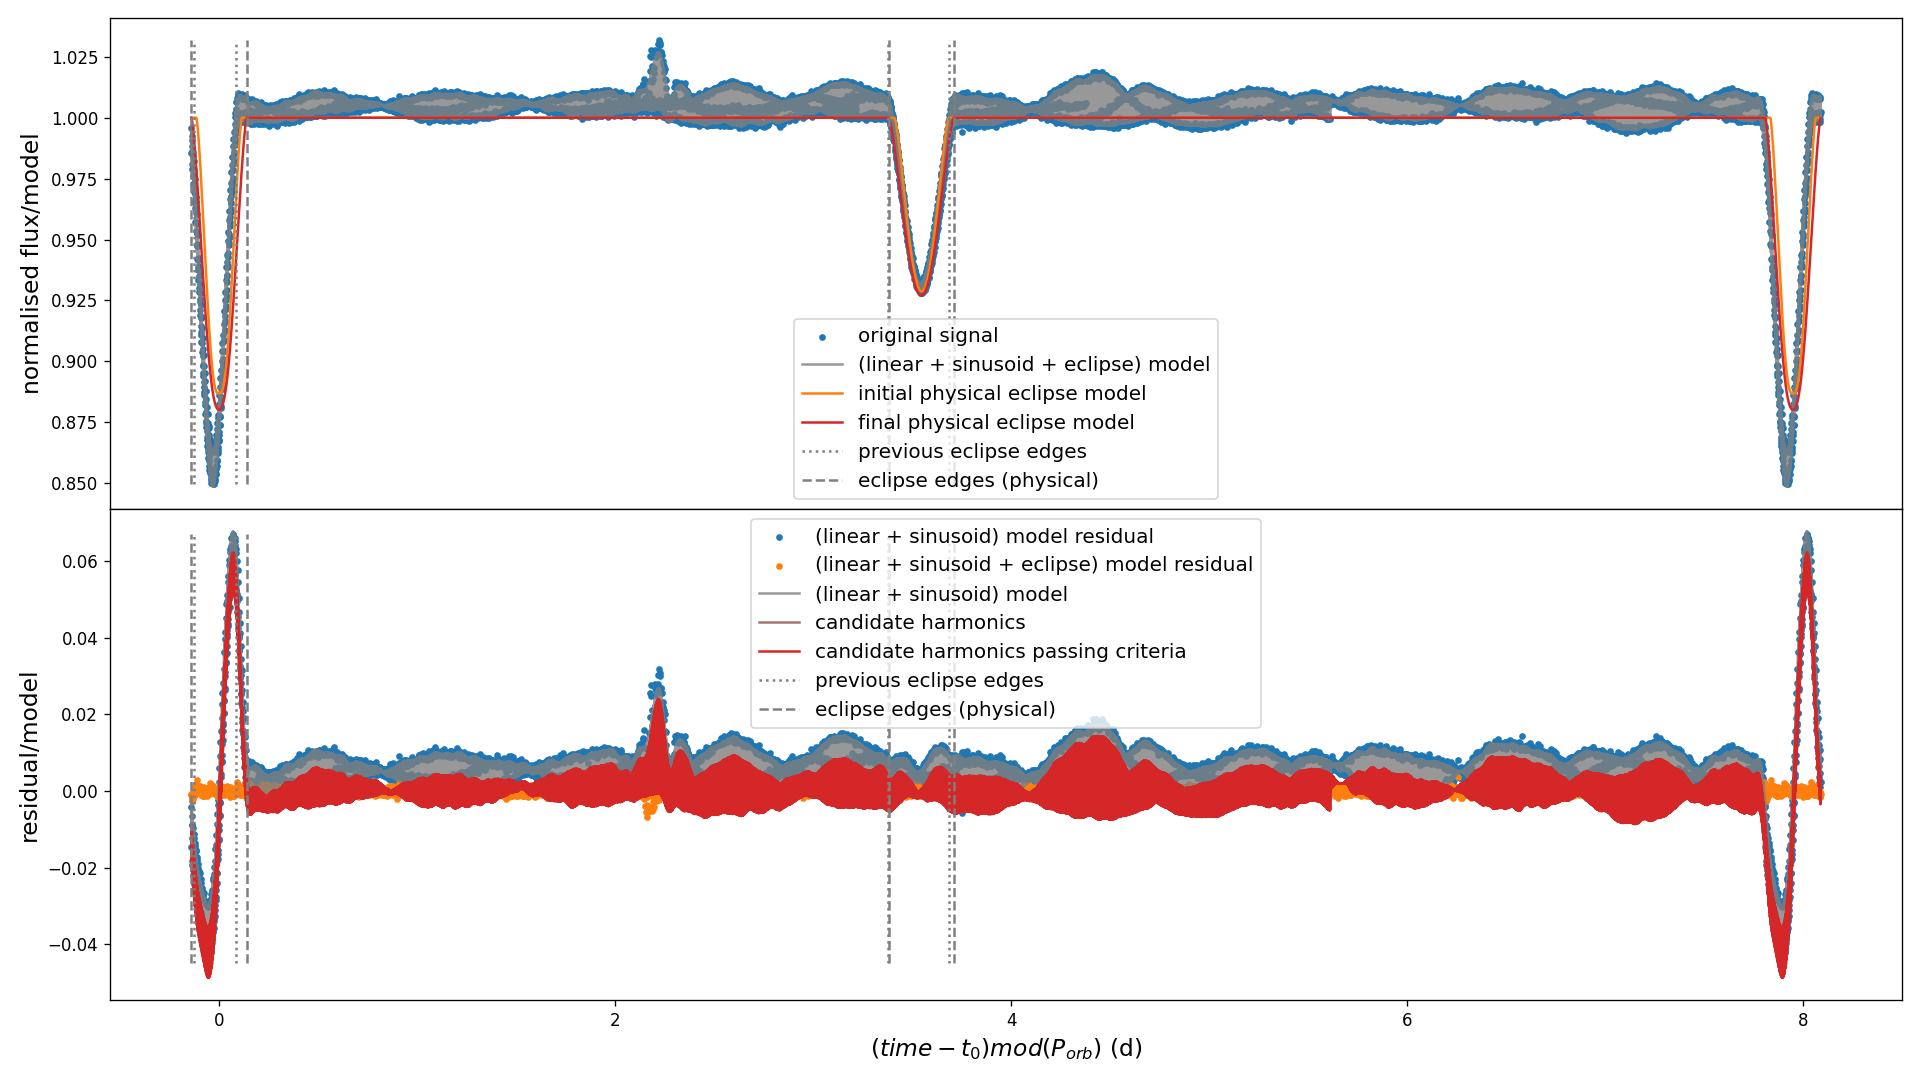 normalised flux/model
1.025
1.000
0.975
0.950
0.925
0.900
0.875
0.850
original signal
(linear + sinusoid + eclipse) model
initial physical eclipse model
final physical eclipse model
previous eclipse edges
eclipse edges (physical)
residual/model
0.06
0.04
0.02
0.00
−0.02
−0.04
(linear + sinusoid) model residual
(linear + sinusoid + eclipse) model residual
(linear + sinusoid) model
candidate harmonics
candidate harmonics passing criteria
previous eclipse edges
eclipse edges (physical)
0 2 4 6 8
(time − t₀)mod(Pₒᵣb) (d)